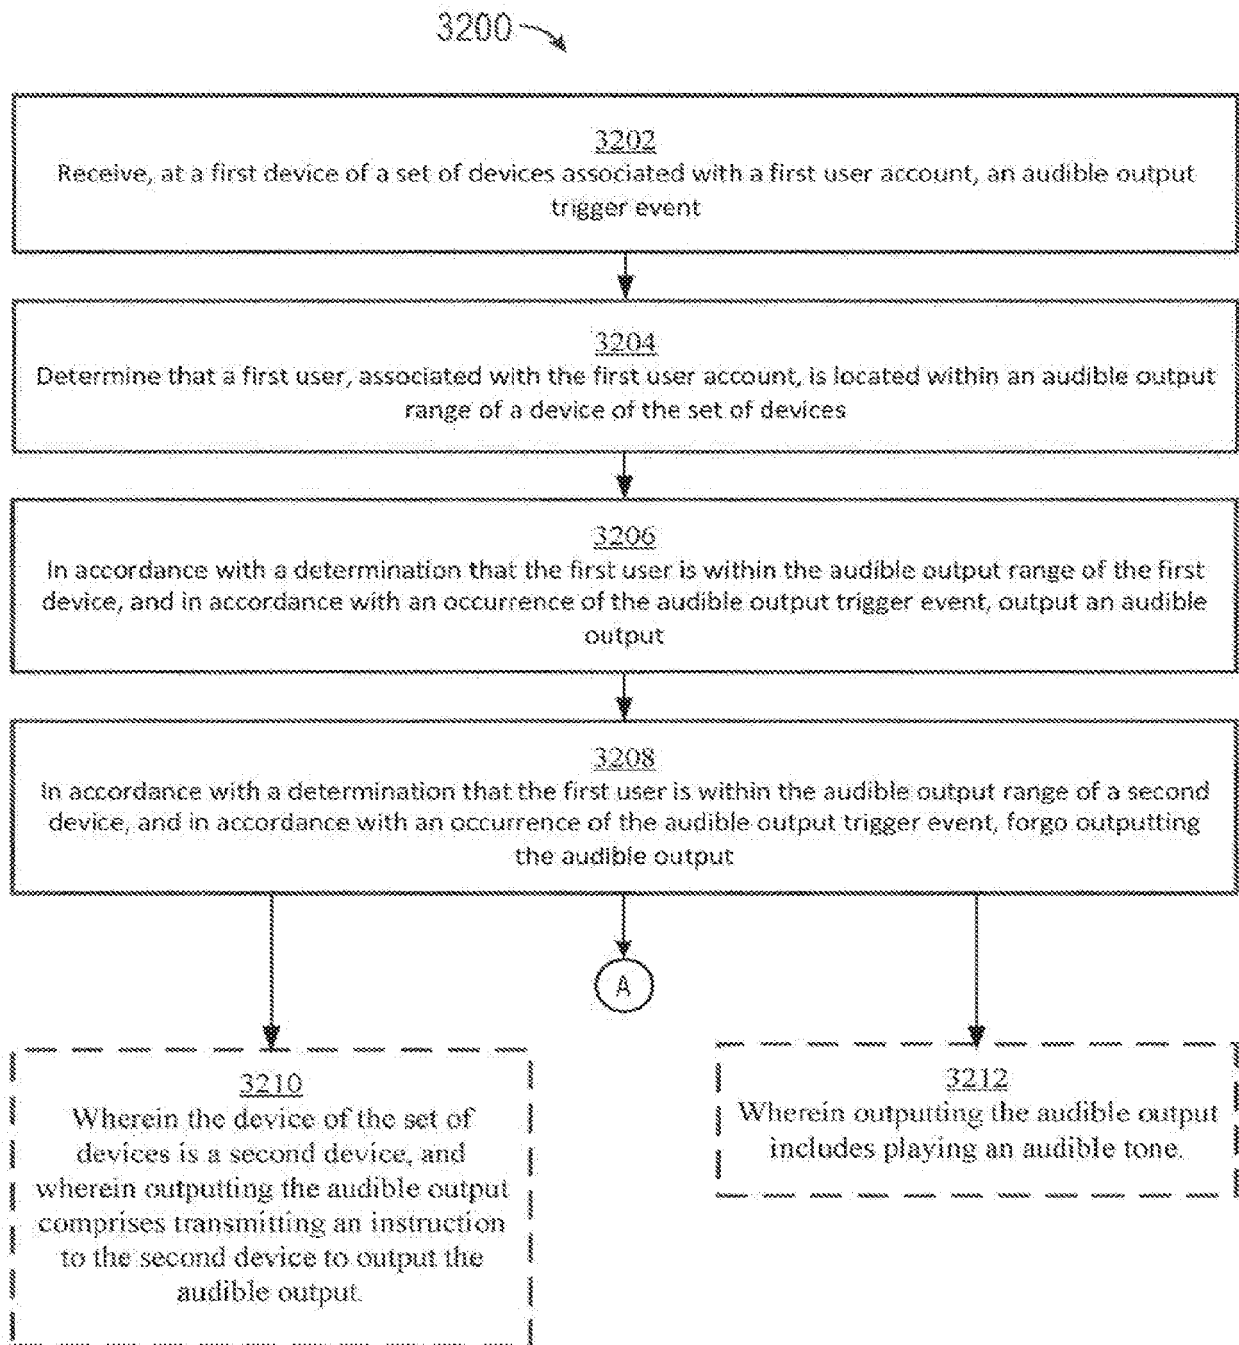 3200
3202
Receive, at a first device of a set of devices associated with a first user account, an audible output
trigger event
3204
Determine that a first user, associated with the first user account, is located within an audible output
range of a device of the set of devices
3206
In accordance with a determination that the first user is within the audible output range of the first
device, and in accordance with an occurrence of the audible output trigger event, output an audible
output
3208
In accordance with a determination that the first user is within the audible output range of a second
device, and in accordance with an occurrence of the audible output trigger event, forgo outputting
the audible output
A
3210
Wherein the device of the set of
devices is a second device, and
wherein outputting the audible output
comprises transmitting an instruction
to the second device to output the
audible output.
3212
Wherein outputting the audible output
includes playing an audible tone.